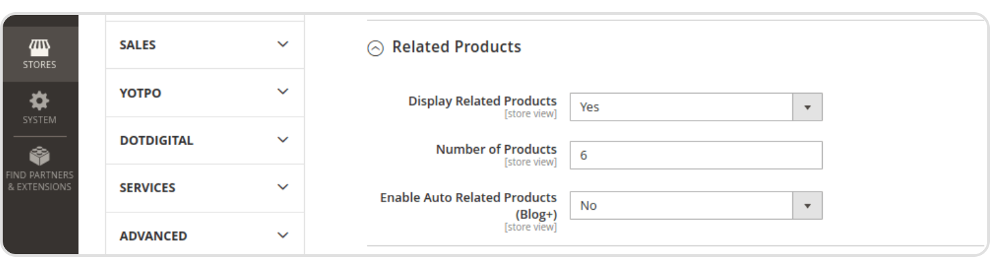 STORES
SYSTEM
FIND PARTNERS
& EXTENSIONS
SALES
YOTPO
DOTDIGITAL
SERVICES
ADVANCED
Related Products
Display Related Products
[store view]
Yes
Number of Products
[store view]
6
Enable Auto Related Products
(Blog+)
[store view]
No